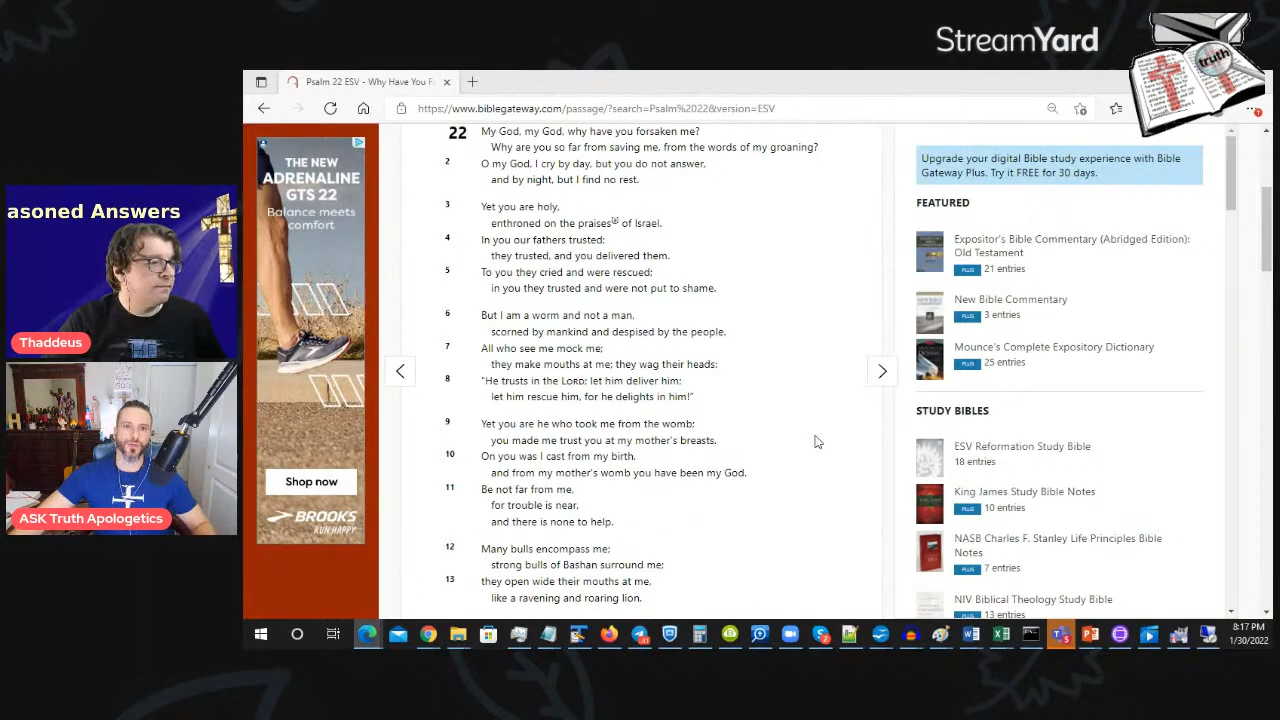 StreamYard
truth
Psalm 22 ESV - Why Have You F
https://www.biblegateway.com/passage/?search=Psalm%2022&version=ESV
asoned Answers
Thaddeus
ASK Truth Apologetics
THE NEW
ADRENALINE
GTS 22
Balance meets
comfort
Shop now
BROOKS
RUN HAPPY
22 My God, my God, why have you forsaken me?
Why are you so far from saving me, from the words of my groaning?
2 O my God, I cry by day, but you do not answer,
and by night, but I find no rest.
3 Yet you are holy,
enthroned on the praises[a] of Israel.
4 In you our fathers trusted;
they trusted, and you delivered them.
5 To you they cried and were rescued;
in you they trusted and were not put to shame.
6 But I am a worm and not a man,
scorned by mankind and despised by the people.
7 All who see me mock me;
they make mouths at me; they wag their heads;
8 “He trusts in the LORD; let him deliver him;
let him rescue him, for he delights in him!”
9 Yet you are he who took me from the womb;
you made me trust you at my mother's breasts.
10 On you was I cast from my birth,
and from my mother's womb you have been my God.
11 Be not far from me,
for trouble is near,
and there is none to help.
12 Many bulls encompass me;
strong bulls of Bashan surround me;
13 they open wide their mouths at me,
like a ravening and roaring lion.
Upgrade your digital Bible study experience with Bible
Gateway Plus. Try it FREE for 30 days.
FEATURED
Expositor's Bible Commentary (Abridged Edition):
Old Testament
PLUS 21 entries
New Bible Commentary
PLUS 3 entries
Mounce's Complete Expository Dictionary
PLUS 25 entries
STUDY BIBLES
ESV Reformation Study Bible
18 entries
King James Study Bible Notes
PLUS 10 entries
NASB Charles F. Stanley Life Principles Bible
Notes
PLUS 7 entries
NIV Biblical Theology Study Bible
PLUS 13 entries
8:17 PM
1/30/2022